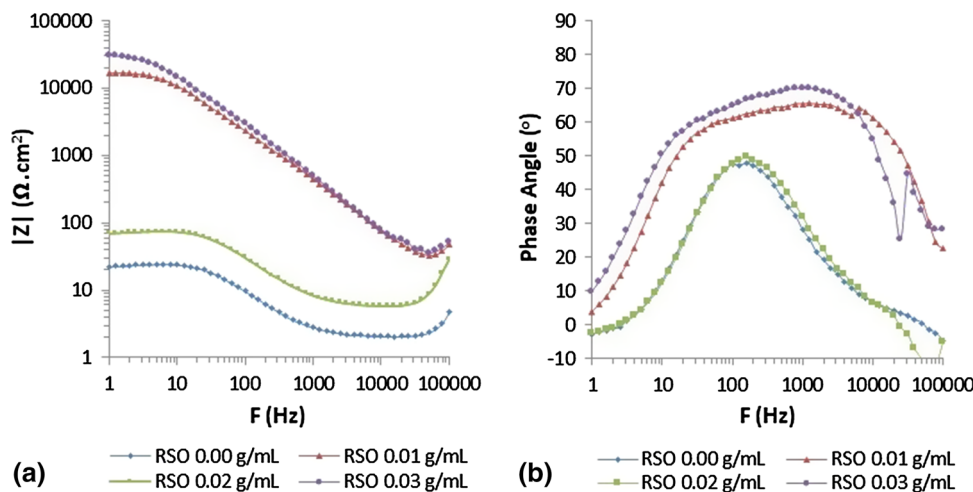 100000
10000
1000
100
10
1
|Z| (Ω.cm²)
1 10 100 1000 10000 100000
F (Hz)
RSO 0.00 g/mL RSO 0.01 g/mL
RSO 0.02 g/mL RSO 0.03 g/mL
(a)
90
80
70
60
50
40
30
20
10
0
-10
Phase Angle (°)
1 10 100 1000 10000 100000
F (Hz)
RSO 0.00 g/mL RSO 0.01 g/mL
RSO 0.02 g/mL RSO 0.03 g/mL
(b)